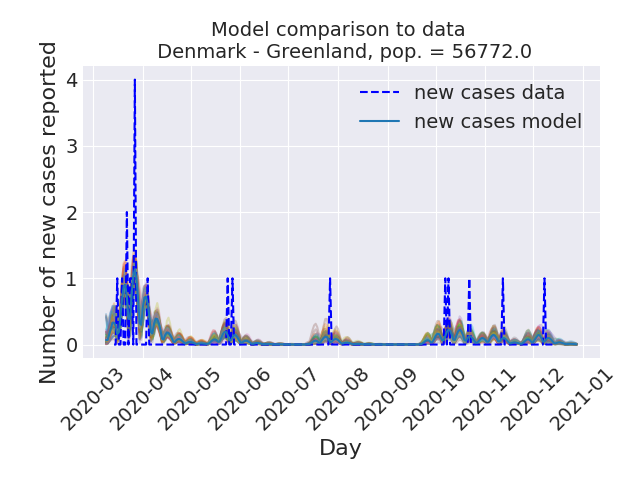 Model comparison to data
Denmark - Greenland, pop. = 56772.0
Number of new cases reported
4
3
2
1
0
new cases data
new cases model
2020-03
2020-04
2020-05
2020-06
2020-07
2020-08
2020-09
2020-10
2020-11
2020-12
2021-01
Day